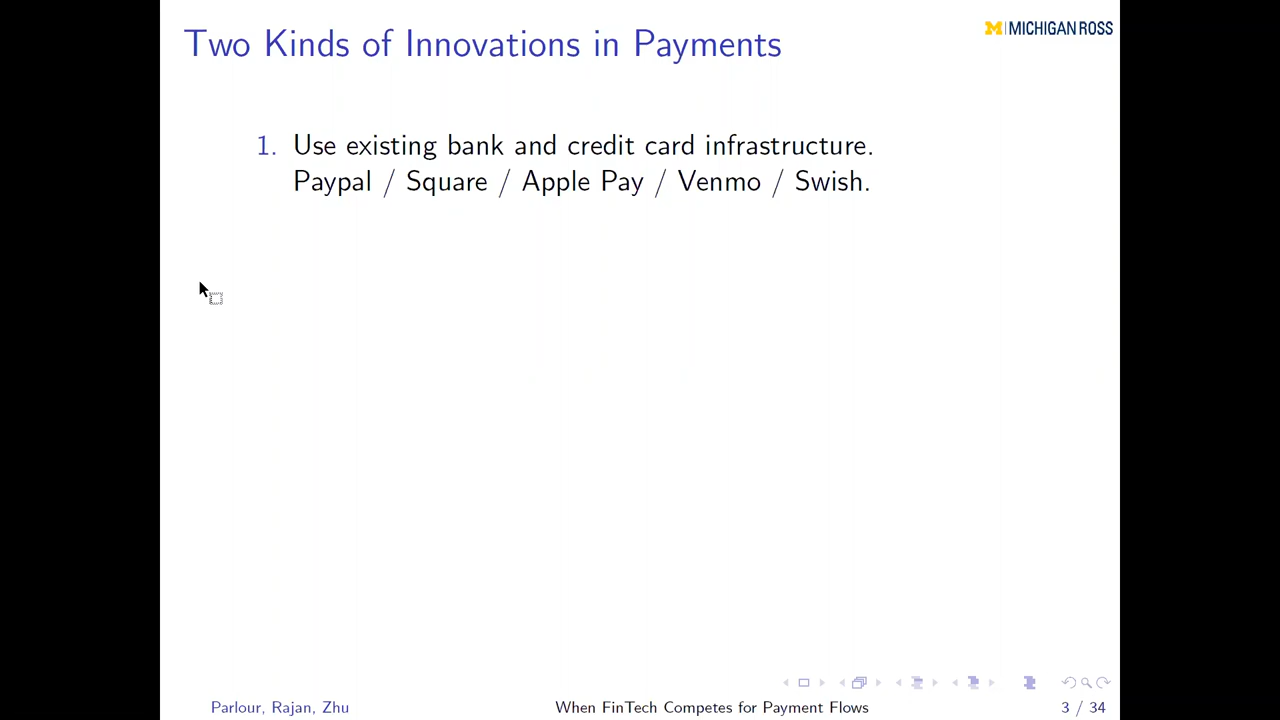 Two Kinds of Innovations in Payments
M | MICHIGAN ROSS
1. Use existing bank and credit card infrastructure.
Paypal / Square / Apple Pay / Venmo / Swish.
Parlour, Rajan, Zhu
When FinTech Competes for Payment Flows
3 / 34